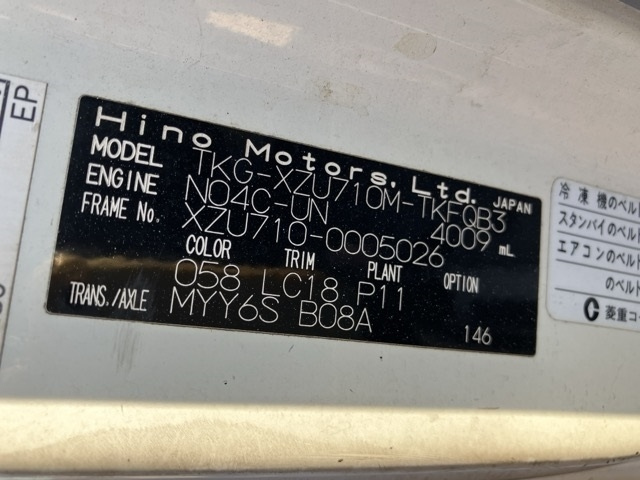 EP
Hino Motors, Ltd. JAPAN
MODEL TKG-XZU710M-TKFQB3
ENGINE N04C-UN 4009 mL
FRAME No. XZU710-0005026
COLOR TRIM PLANT OPTION
058 LC18 P11
TRANS./AXLE MYY6S B08A 146
冷凍機のベル
スタンバイのベル
エアコンのベル
のベル
菱重コ